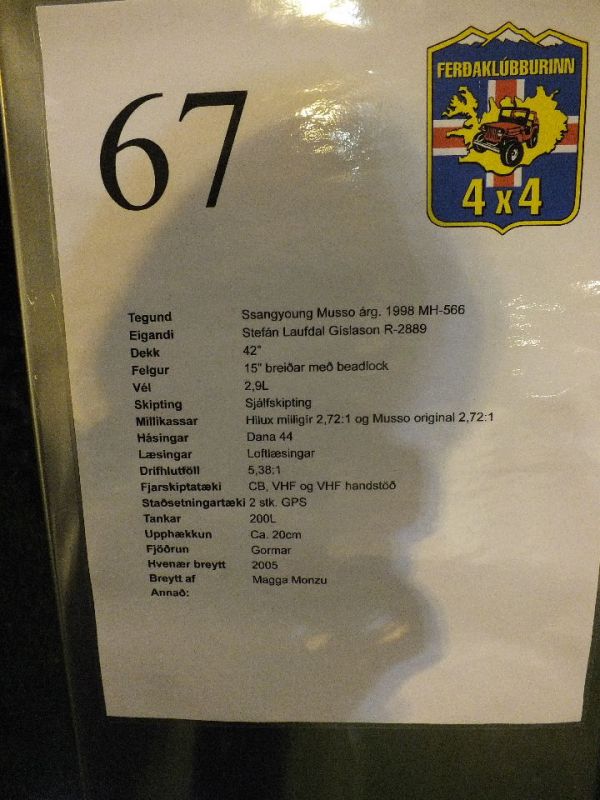 67
FERÐAKLÚBBURINN
4 x 4
Tegund Ssangyoung Musso árg. 1998 MH-566
Eigandi Stefán Laufdal Gíslason R-2889
Dekk 42"
Felgur 15" breiðar með beadlock
Vél 2,9L
Skipting Sjálfskipting
Millikassar Hilux milligír 2,72:1 og Musso original 2,72:1
Hásingar Dana 44
Læsingar Loftlæsingar
Drifhlutföll 5,38:1
Fjarskiptatæki CB, VHF og VHF handstöð
Staðsetningartæki 2 stk. GPS
Tankar 200L
Upphækkun Ca. 20cm
Fjöðrun Gormar
Hvenær breytt 2005
Breytt af Magga Monzu
Annað: